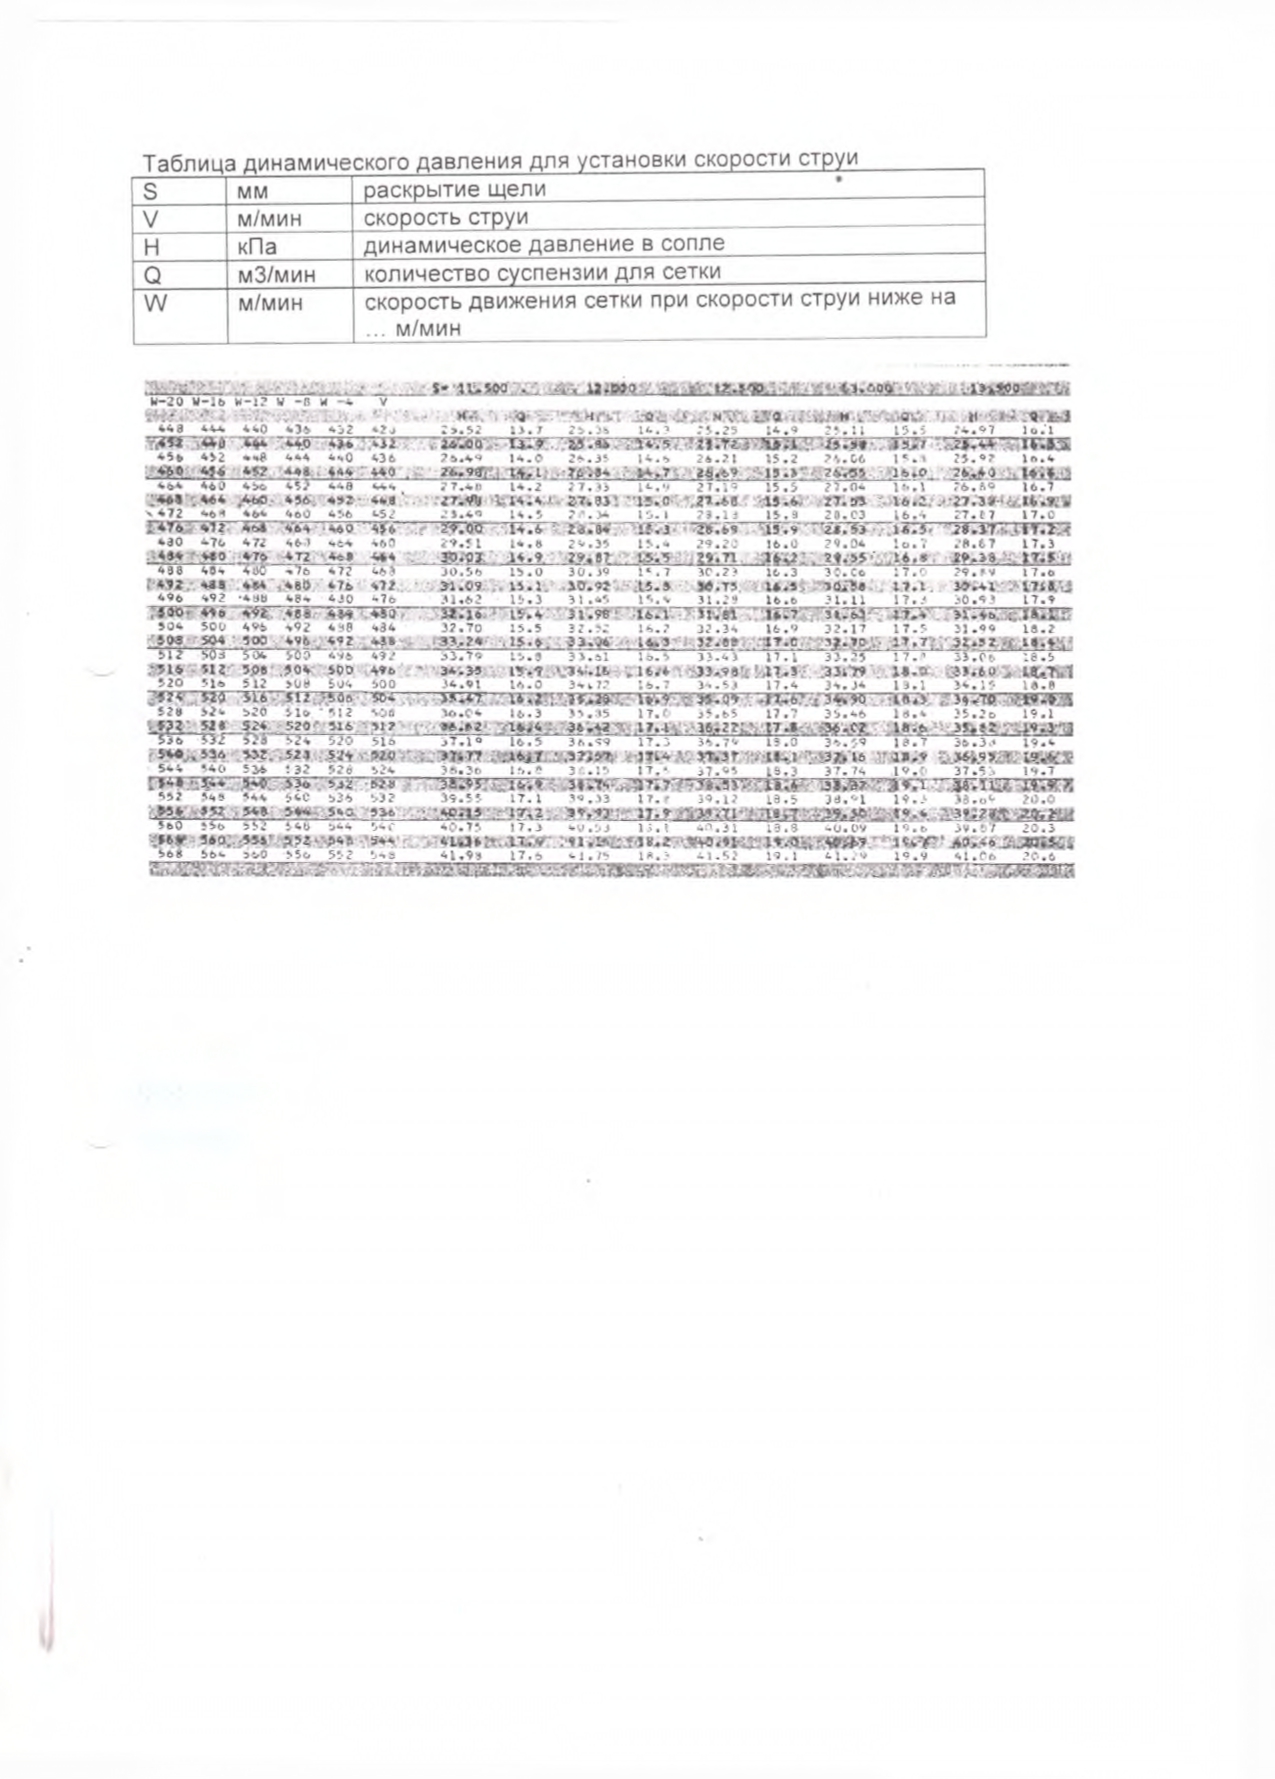 Таблица динамического давления для установки скорости струи
S мм раскрытие щели
V м/мин скорость струи
H кПа динамическое давление в сопле
Q м3/мин количество суспензии для сетки
W м/мин скорость движения сетки при скорости струи ниже на
... м/мин
S= 11.500 12.000 12.500 13.000 13.500
W-20 W-16 W-12 W -8 W -4 V
H Q H Q H Q H Q H Q
448 444 440 436 432 25.52 13.7 25.38 14.3 25.25 14.9 25.11 15.5 24.97 16.1
452 448 444 440 436 432 26.00 13.9 25.86 14.5 25.72 15.1 25.58 15.7 25.44 16.3
456 452 448 444 440 436 26.49 14.0 26.35 14.6 26.21 15.2 26.06 25.92 16.4
460 456 452 448 444 440 26.98 14.1 26.84 14.7 26.69 15.3 26.55 16.0 26.40 16.6
464 460 456 452 448 444 27.48 14.2 27.33 14.9 27.19 15.5 27.04 16.1 26.89 16.7
468 464 460 456 452 448 27.98 14.4 27.83 15.0 27.68 15.6 27.53 16.2 27.38 16.9
472 468 464 460 456 452 14.5 28.34 15.1 15.8 28.03 16.4 27.87 17.0
476 472 468 464 460 456 29.00 14.6 28.84 15.3 28.69 15.9 28.53 16.5 28.37 17.2
480 476 472 468 464 460 29.51 14.8 29.35 15.4 29.20 16.0 29.04 16.7 28.87 17.3
484 480 476 472 468 464 30.03 14.9 29.87 15.5 29.71 16.2 29.55 16.8 29.38 17.5
488 484 480 476 472 468 30.56 15.0 30.39 15.7 30.23 16.3 30.06 17.0 17.6
492 488 484 480 476 472 31.09 15.1 30.92 15.8 30.75 16.5 30.58 17.1 30.41 17.8
496 492 488 484 480 476 31.62 15.3 31.45 31.28 16.6 31.11 17.3 30.93 17.9
500 496 492 488 484 480 32.16 15.4 31.98 16.1 31.81 16.7 31.63 17.4 31.46 18.1
504 500 496 492 488 484 32.70 15.5 32.52 16.2 32.34 16.9 32.17 17.5 31.99 18.2
508 504 500 496 492 488 33.24 15.6 33.06 16.3 32.88 17.0 32.70 17.7 32.52 18.4
512 508 504 500 496 492 33.79 15.8 33.61 16.5 33.43 17.1 33.25 33.06 18.5
516 512 508 504 500 496 34.35 15.9 34.16 16.6 33.98 17.3 33.79 18.0 33.60 18.7
520 516 512 508 504 500 34.91 16.0 34.72 16.7 34.53 17.4 34.34 18.1 34.15 18.8
524 520 516 512 508 504 35.47 16.2 35.28 16.9 35.09 17.6 34.90 18.3 34.70 19.0
528 524 520 516 512 508 36.04 16.3 35.85 17.0 35.65 17.7 35.46 18.4 35.26 19.1
532 528 524 520 516 512 36.62 16.4 36.42 17.1 36.22 17.8 36.02 18.6 35.82 19.3
536 532 528 524 520 516 37.19 16.5 36.99 17.3 36.79 18.0 36.59 18.7 19.4
540 536 532 528 524 520 37.77 16.7 37.57 17.4 37.37 18.1 37.16 18.9 36.95 19.6
544 540 536 532 528 524 38.36 16.8 38.15 37.95 18.3 37.74 19.0 37.53 19.7
548 544 540 536 532 528 38.95 16.9 38.74 17.7 38.53 18.4 19.1 38.11 19.9
552 548 544 540 536 532 39.55 17.1 39.33 39.12 18.5 38.91 20.0
556 552 548 544 540 536 40.15 17.2 39.93 17.9 39.71 18.7 39.50 19.4 20.2
560 556 552 548 544 540 40.75 17.3 40.53 40.31 18.8 40.09 19.6 39.87 20.3
560 556 552 548 544 41.36 40.91 19.0 40.46
568 564 560 556 552 548 41.98 17.6 41.75 18.3 41.52 19.1 41.29 19.9 41.06 20.6